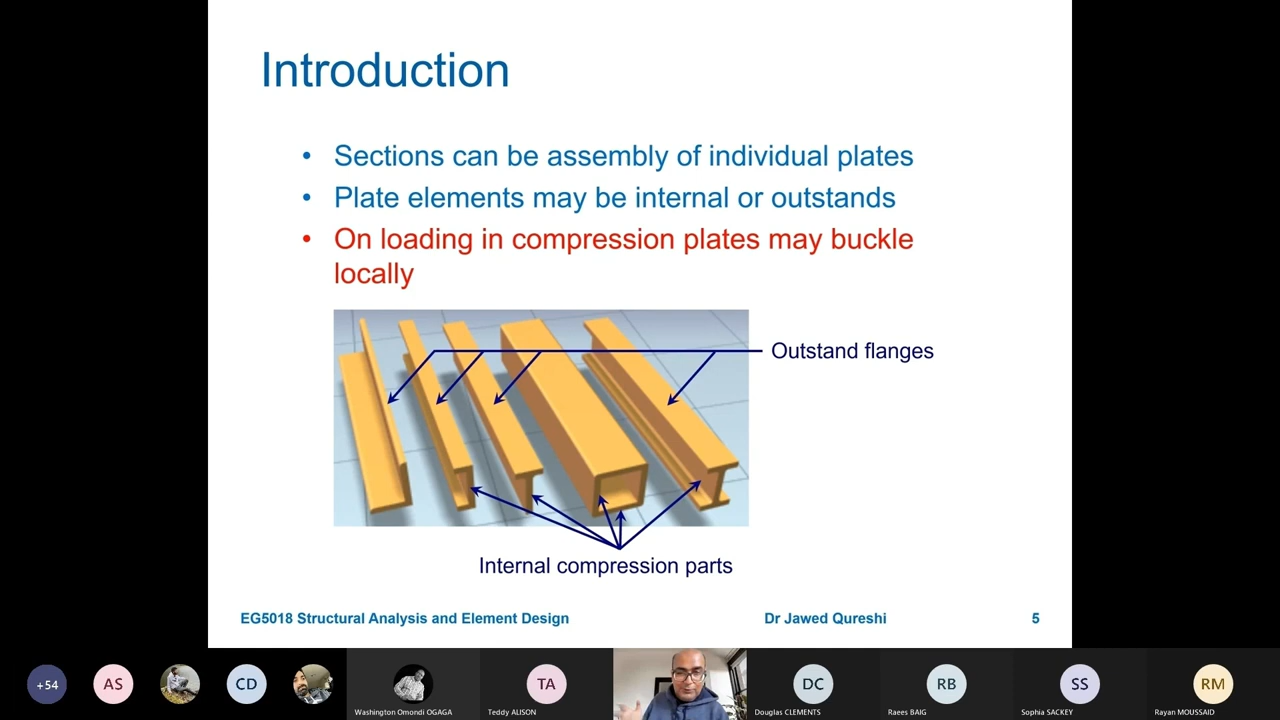 Introduction
• Sections can be assembly of individual plates
• Plate elements may be internal or outstands
• On loading in compression plates may buckle
locally
Outstand flanges
Internal compression parts
EG5018 Structural Analysis and Element Design
Dr Jawed Qureshi
5
+54
AS
CD
Washington Omondi OGAGA
TA
Teddy ALISON
DC
Douglas CLEMENTS
RB
Raees BAIG
SS
Sophia SACKEY
RM
Rayan MOUSSAID